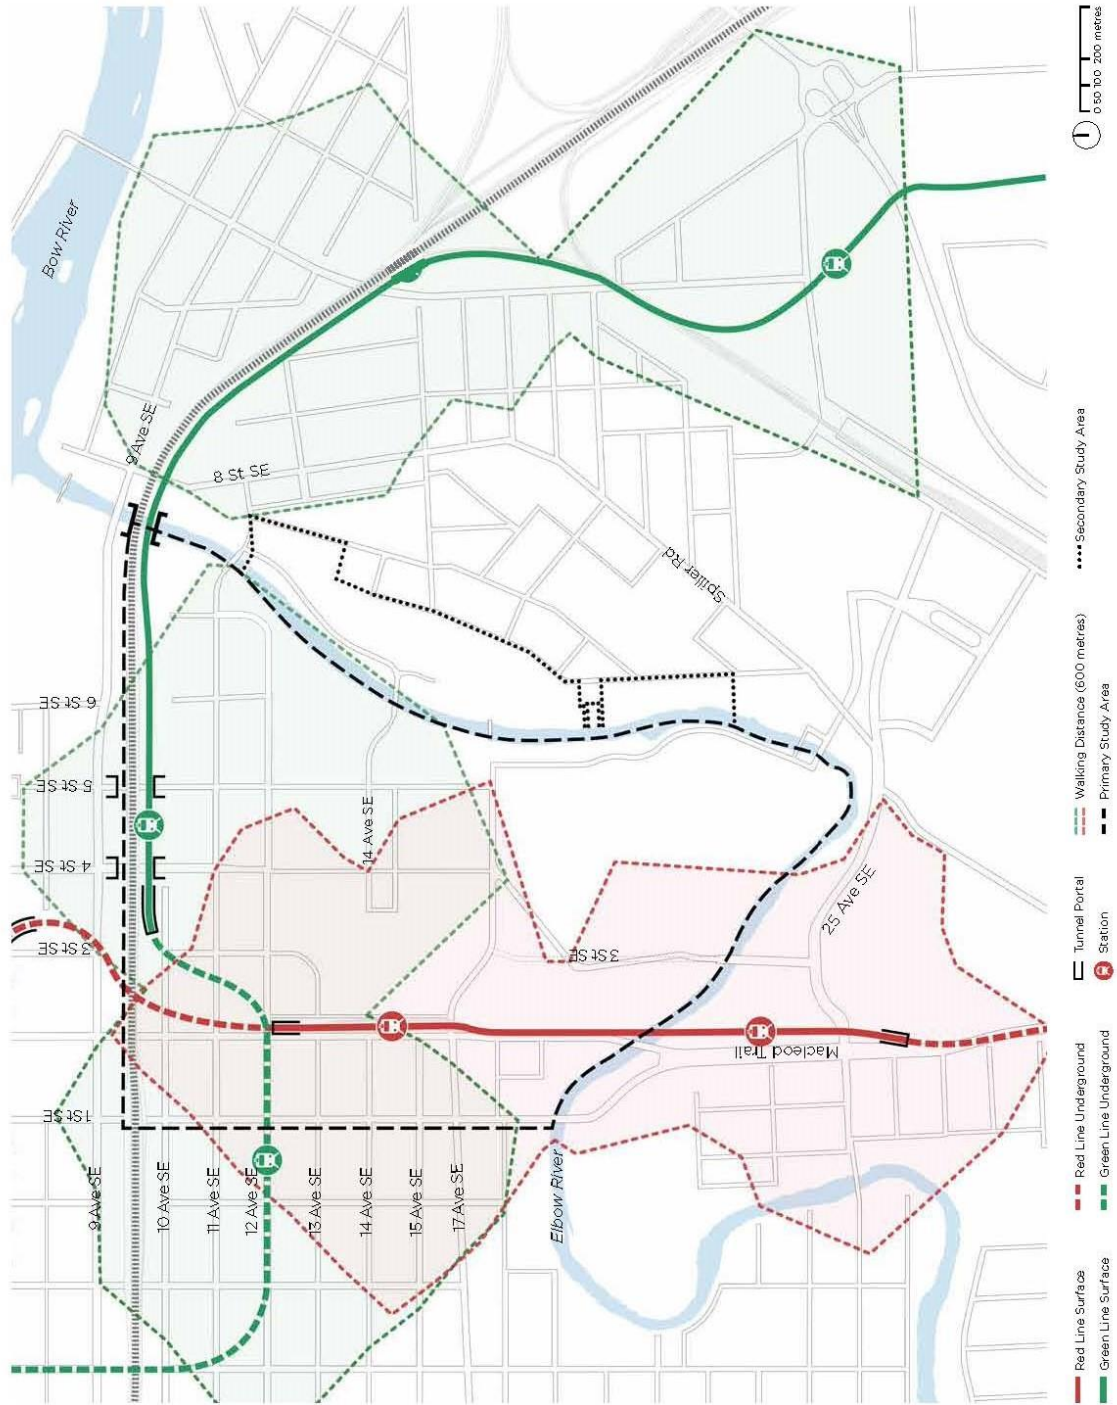 Bow River
9 Ave SE
8 St SE
Spiller Rd
6 St SE
5 St SE
4 St SE
3 St SE
1 St SE
14 Ave SE
3 St SE
25 Ave SE
Macleod Trail
9 Ave SE
10 Ave SE
11 Ave SE
12 Ave SE
13 Ave SE
14 Ave SE
15 Ave SE
17 Ave SE
Elbow River
Red Line Surface
Green Line Surface
Red Line Underground
Green Line Underground
Tunnel Portal
Station
Walking Distance (600 metres)
Primary Study Area
Secondary Study Area
0 50 100 200 metres